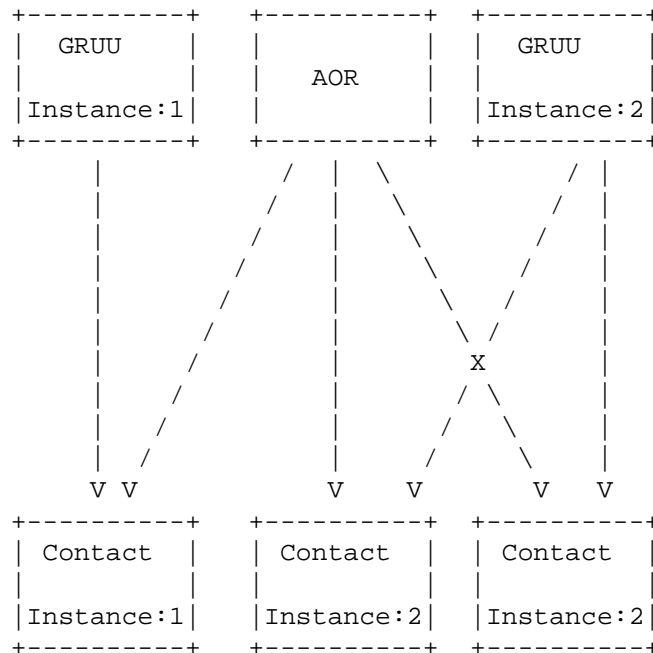 GRUU GRUU
AOR
Instance:1 Instance:2
X
V V V V V V
Contact Contact Contact
Instance:1 Instance:2 Instance:2